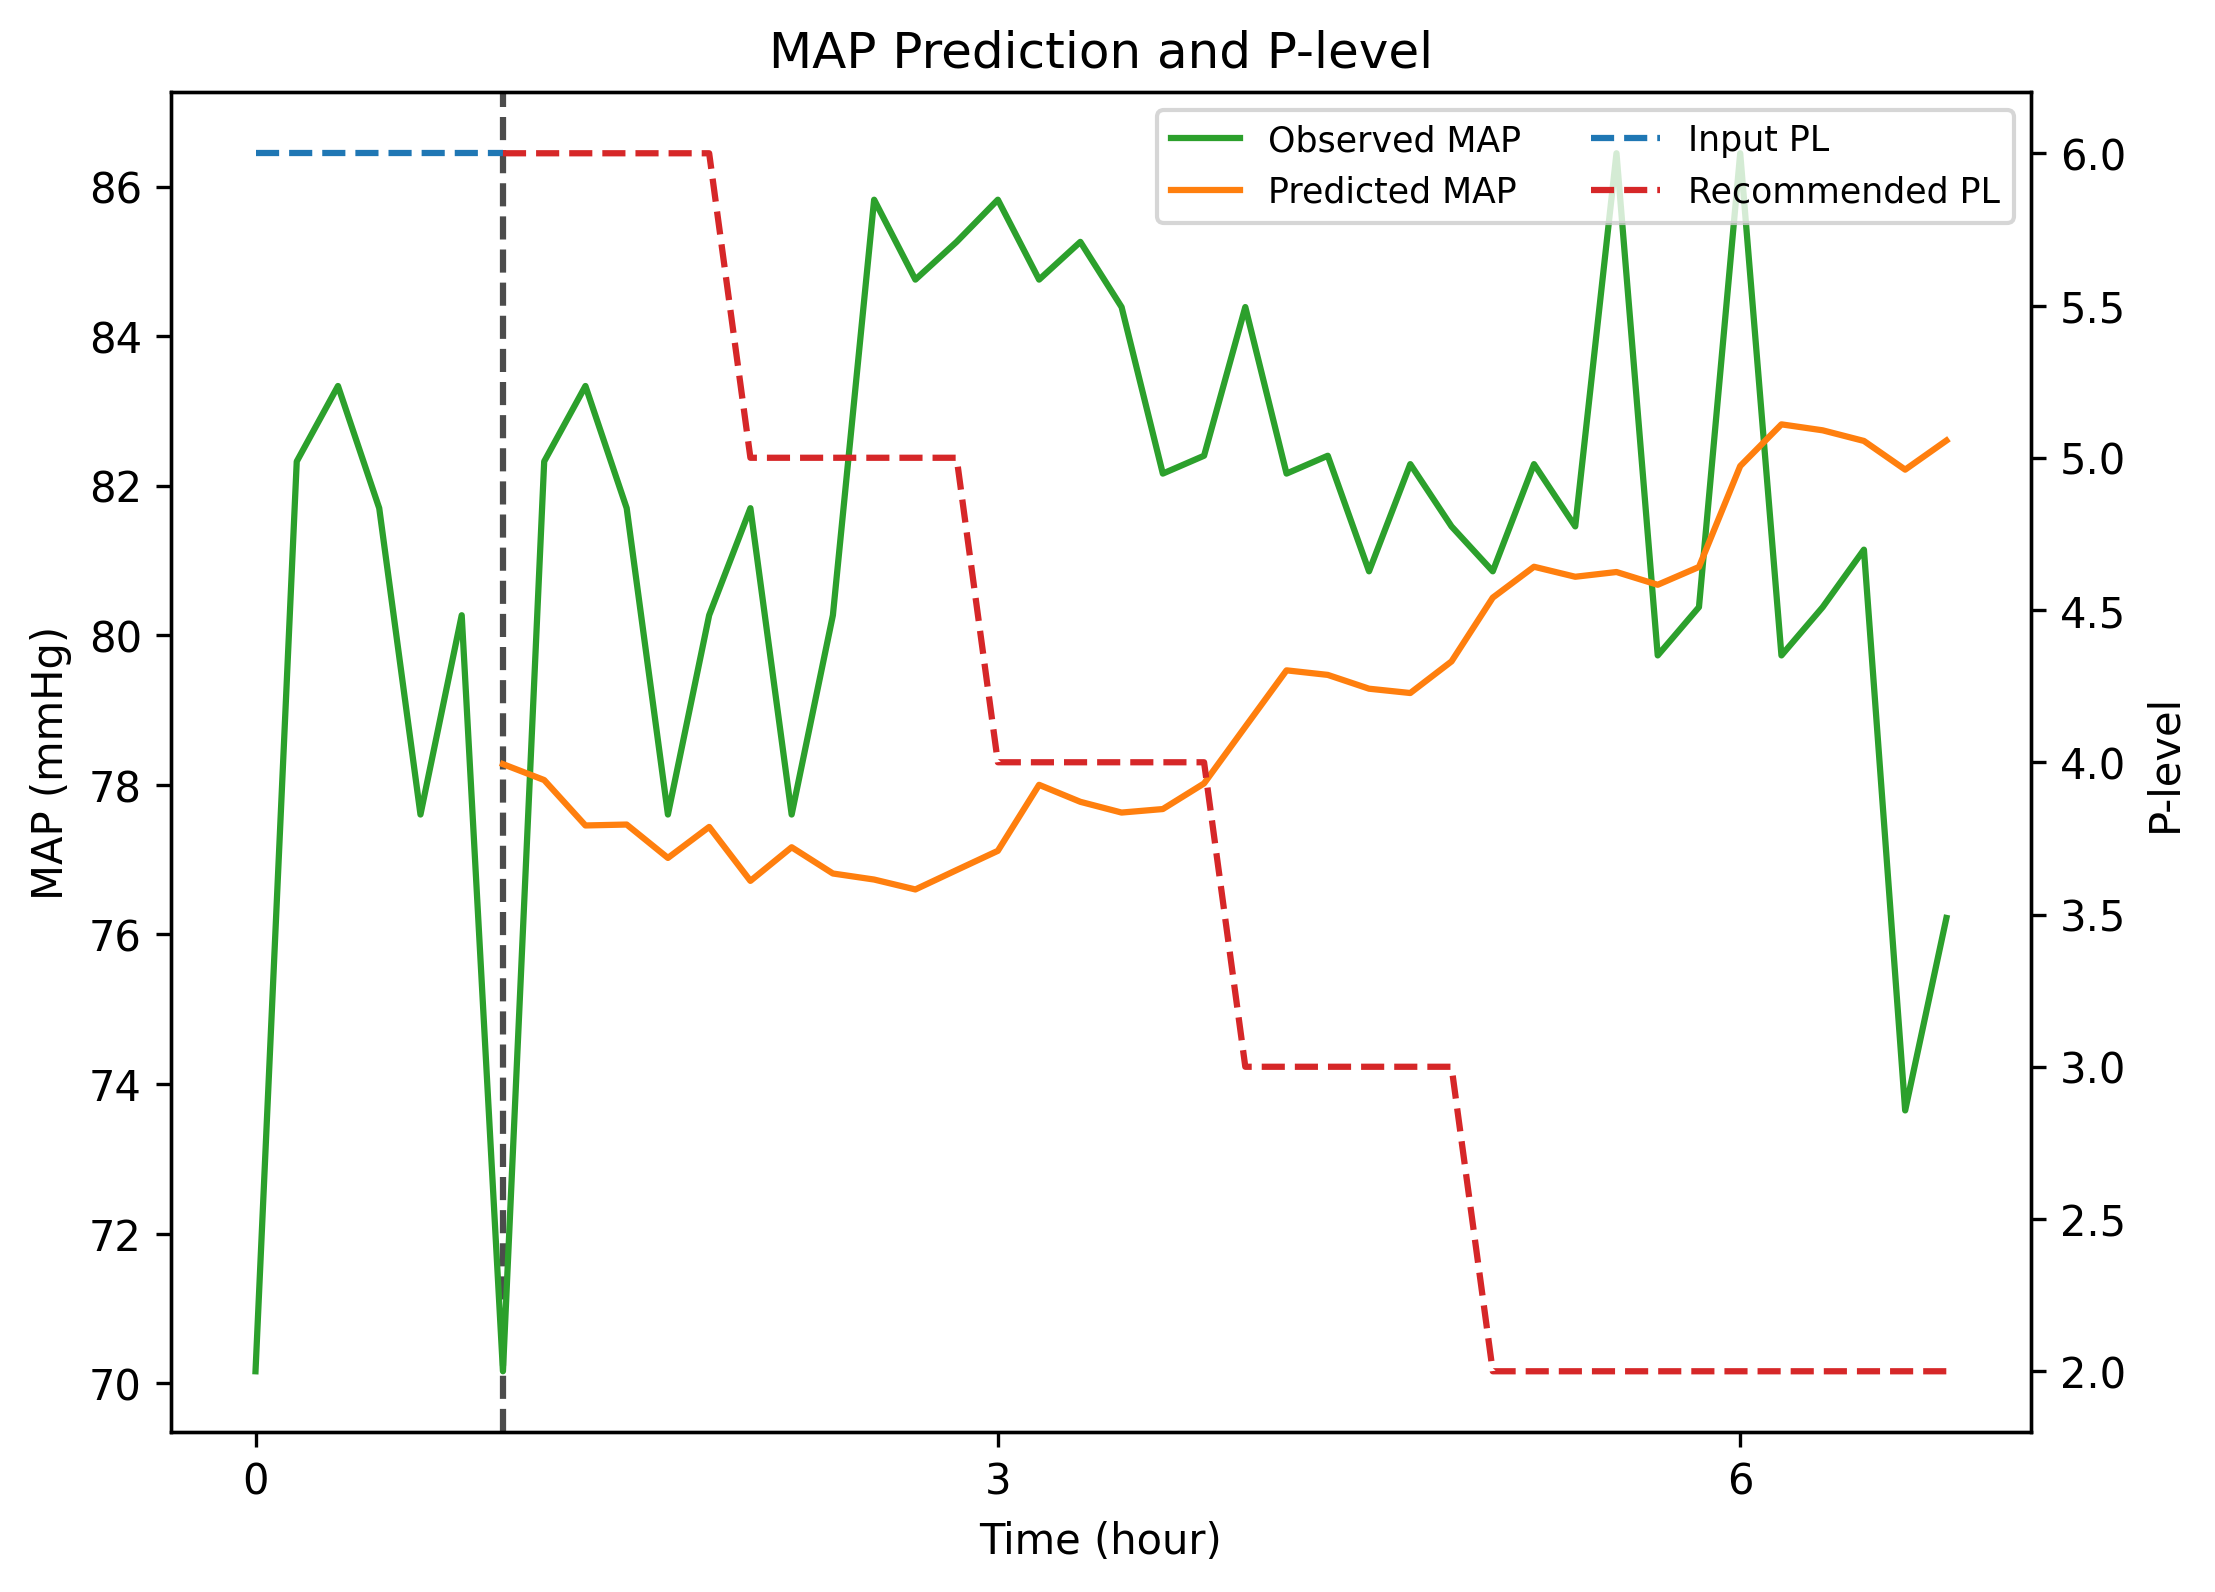 MAP Prediction and P-level
Observed MAP
Predicted MAP
Input PL
Recommended PL
MAP (mmHg)
86
84
82
80
78
76
74
72
70
6.0
5.5
5.0
4.5
4.0
3.5
3.0
2.5
2.0
P-level
0
3
6
Time (hour)